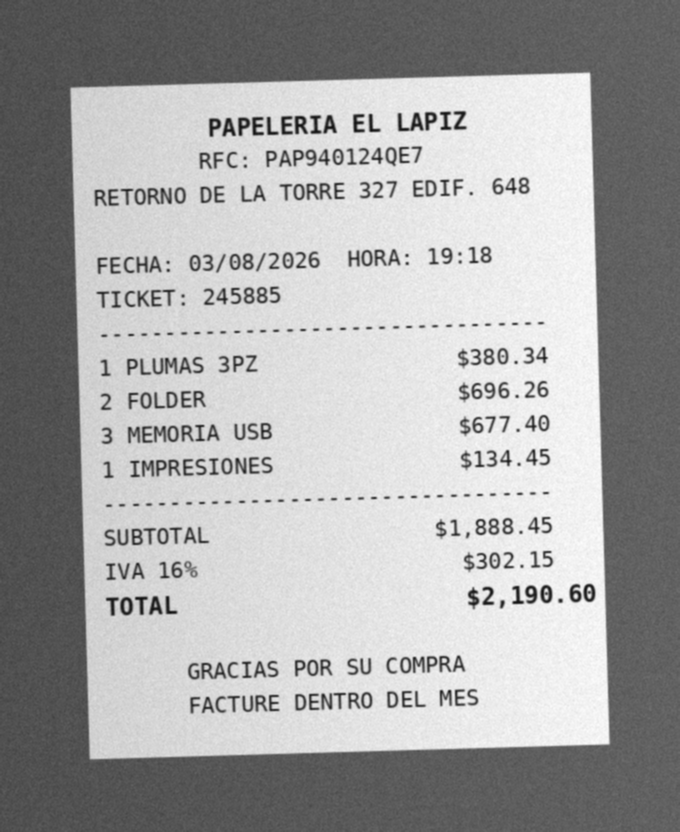 PAPELERIA EL LAPIZ
RFC: PAP940124QE7
RETORNO DE LA TORRE 327 EDIF. 648
FECHA: 03/08/2026 HORA: 19:18
TICKET: 245885
----------------------------------
1 PLUMAS 3PZ $380.34
2 FOLDER $696.26
3 MEMORIA USB $677.40
1 IMPRESIONES $134.45
----------------------------------
SUBTOTAL $1,888.45
IVA 16% $302.15
TOTAL $2,190.60
GRACIAS POR SU COMPRA
FACTURE DENTRO DEL MES